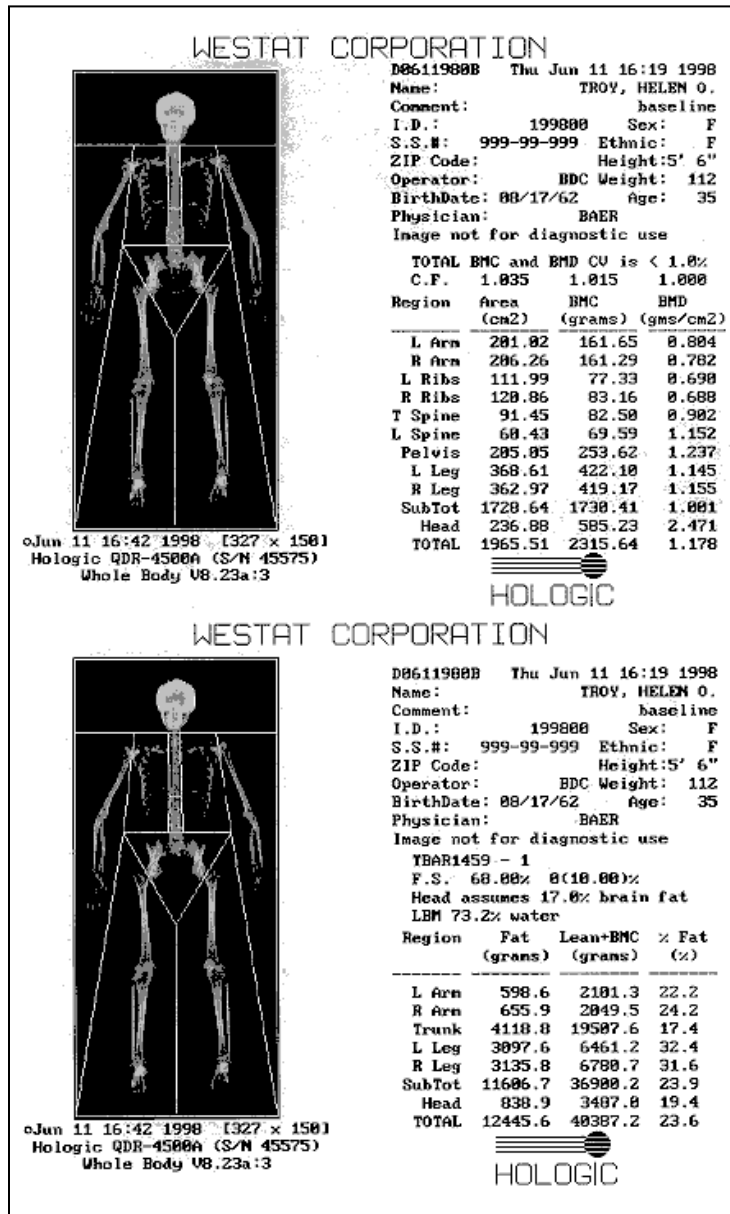 WESTAT CORPORATION
D0611980B Thu Jun 11 16:19 1998
Name: TROY, HELEN O.
Comment: baseline
I.D.: 199800 Sex: F
S.S.#: 999-99-999 Ethnic: F
ZIP Code: Height:5' 6"
Operator: BDC Weight: 112
BirthDate: 08/17/62 Age: 35
Physician: BAER
Image not for diagnostic use
TOTAL BMC and BMD CV is < 1.0%
C.F. 1.035 1.015 1.000
Region Area BMC BMD
(cm2) (grams) (gms/cm2)
L Arm 201.02 161.65 0.804
R Arm 206.26 161.29 0.782
L Ribs 111.99 77.33 0.690
R Ribs 120.86 83.16 0.688
T Spine 91.45 82.50 0.902
L Spine 60.43 69.59 1.152
Pelvis 205.05 253.62 1.237
L Leg 368.61 422.10 1.145
R Leg 362.97 419.17 1.155
SubTot 1728.64 1730.41 1.001
Head 236.88 585.23 2.471
TOTAL 1965.51 2315.64 1.178
Jun 11 16:42 1998 [327 x 150]
Hologic QDR-4500A (S/N 45575)
Whole Body V8.23a:3
HOLOGIC
WESTAT CORPORATION
D0611980B Thu Jun 11 16:19 1998
Name: TROY, HELEN O.
Comment: baseline
I.D.: 199800 Sex: F
S.S.#: 999-99-999 Ethnic: F
ZIP Code: Height:5' 6"
Operator: BDC Weight: 112
BirthDate: 08/17/62 Age: 35
Physician: BAER
Image not for diagnostic use
TBAR1459 - 1
F.S. 68.00% 0(10.00)%
Head assumes 17.0% brain fat
LBM 73.2% water
Region Fat Lean+BMC % Fat
(grams) (grams) (%)
L Arm 598.6 2101.3 22.2
R Arm 655.9 2049.5 24.2
Trunk 4118.8 19507.6 17.4
L Leg 3097.6 6461.2 32.4
R Leg 3135.8 6780.7 31.6
SubTot 11606.7 36900.2 23.9
Head 838.9 3487.0 19.4
TOTAL 12445.6 40387.2 23.6
Jun 11 16:42 1998 [327 x 150]
Hologic QDR-4500A (S/N 45575)
Whole Body V8.23a:3
HOLOGIC